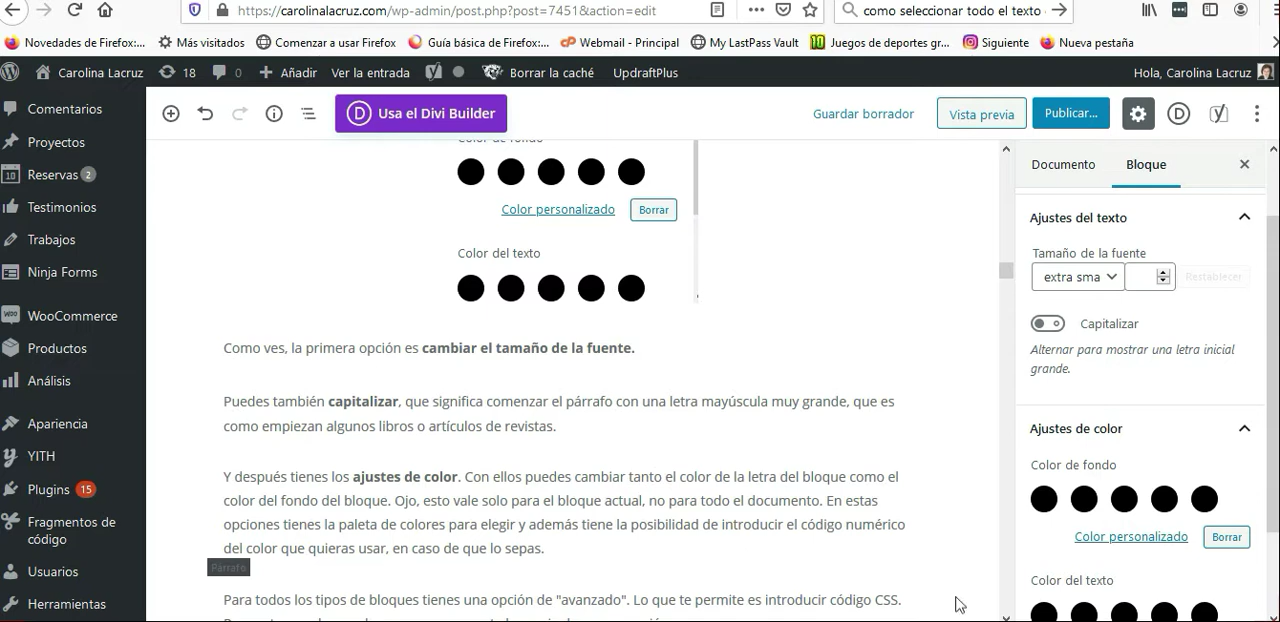 https://carolinalacruz.com/wp-admin/post.php?post=7451&action=edit
como seleccionar todo el texto
Novedades de Firefox:...
Más visitados
Comenzar a usar Firefox
Guía básica de Firefox:...
Webmail - Principal
My LastPass Vault
Juegos de deportes gr...
Siguiente
Nueva pestaña
Carolina Lacruz
18
0
Añadir
Ver la entrada
Borrar la caché
UpdraftPlus
Hola, Carolina Lacruz
Comentarios
Proyectos
Reservas 2
Testimonios
Trabajos
Ninja Forms
WooCommerce
Productos
Análisis
Apariencia
YITH
Plugins 15
Fragmentos de
código
Usuarios
Herramientas
D Usa el Divi Builder
Guardar borrador
Vista previa
Publicar...
D
Color de fondo
Color personalizado
Borrar
Color del texto
Como ves, la primera opción es cambiar el tamaño de la fuente.
Puedes también capitalizar, que significa comenzar el párrafo con una letra mayúscula muy grande, que es
como empiezan algunos libros o artículos de revistas.
Y después tienes los ajustes de color. Con ellos puedes cambiar tanto el color de la letra del bloque como el
color del fondo del bloque. Ojo, esto vale solo para el bloque actual, no para todo el documento. En estas
opciones tienes la paleta de colores para elegir y además tiene la posibilidad de introducir el código numérico
del color que quieras usar, en caso de que lo sepas.
Párrafo
Para todos los tipos de bloques tienes una opción de "avanzado". Lo que te permite es introducir código CSS.
Documento
Bloque
Ajustes del texto
Tamaño de la fuente
extra sma
Restablecer
Capitalizar
Alternar para mostrar una letra inicial
grande.
Ajustes de color
Color de fondo
Color personalizado
Borrar
Color del texto